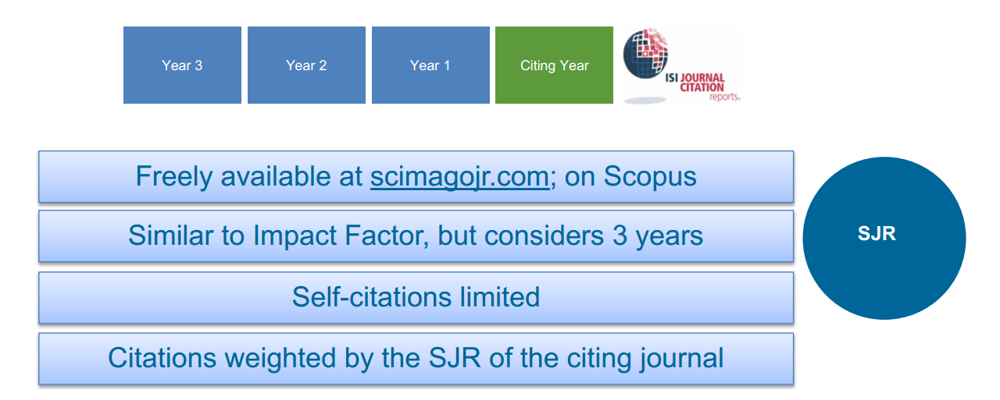 Year 3
Year 2
Year 1
Citing Year
ISI JOURNAL
CITATION
reports.
Freely available at scimagojr.com; on Scopus
Similar to Impact Factor, but considers 3 years
SJR
Self-citations limited
Citations weighted by the SJR of the citing journal